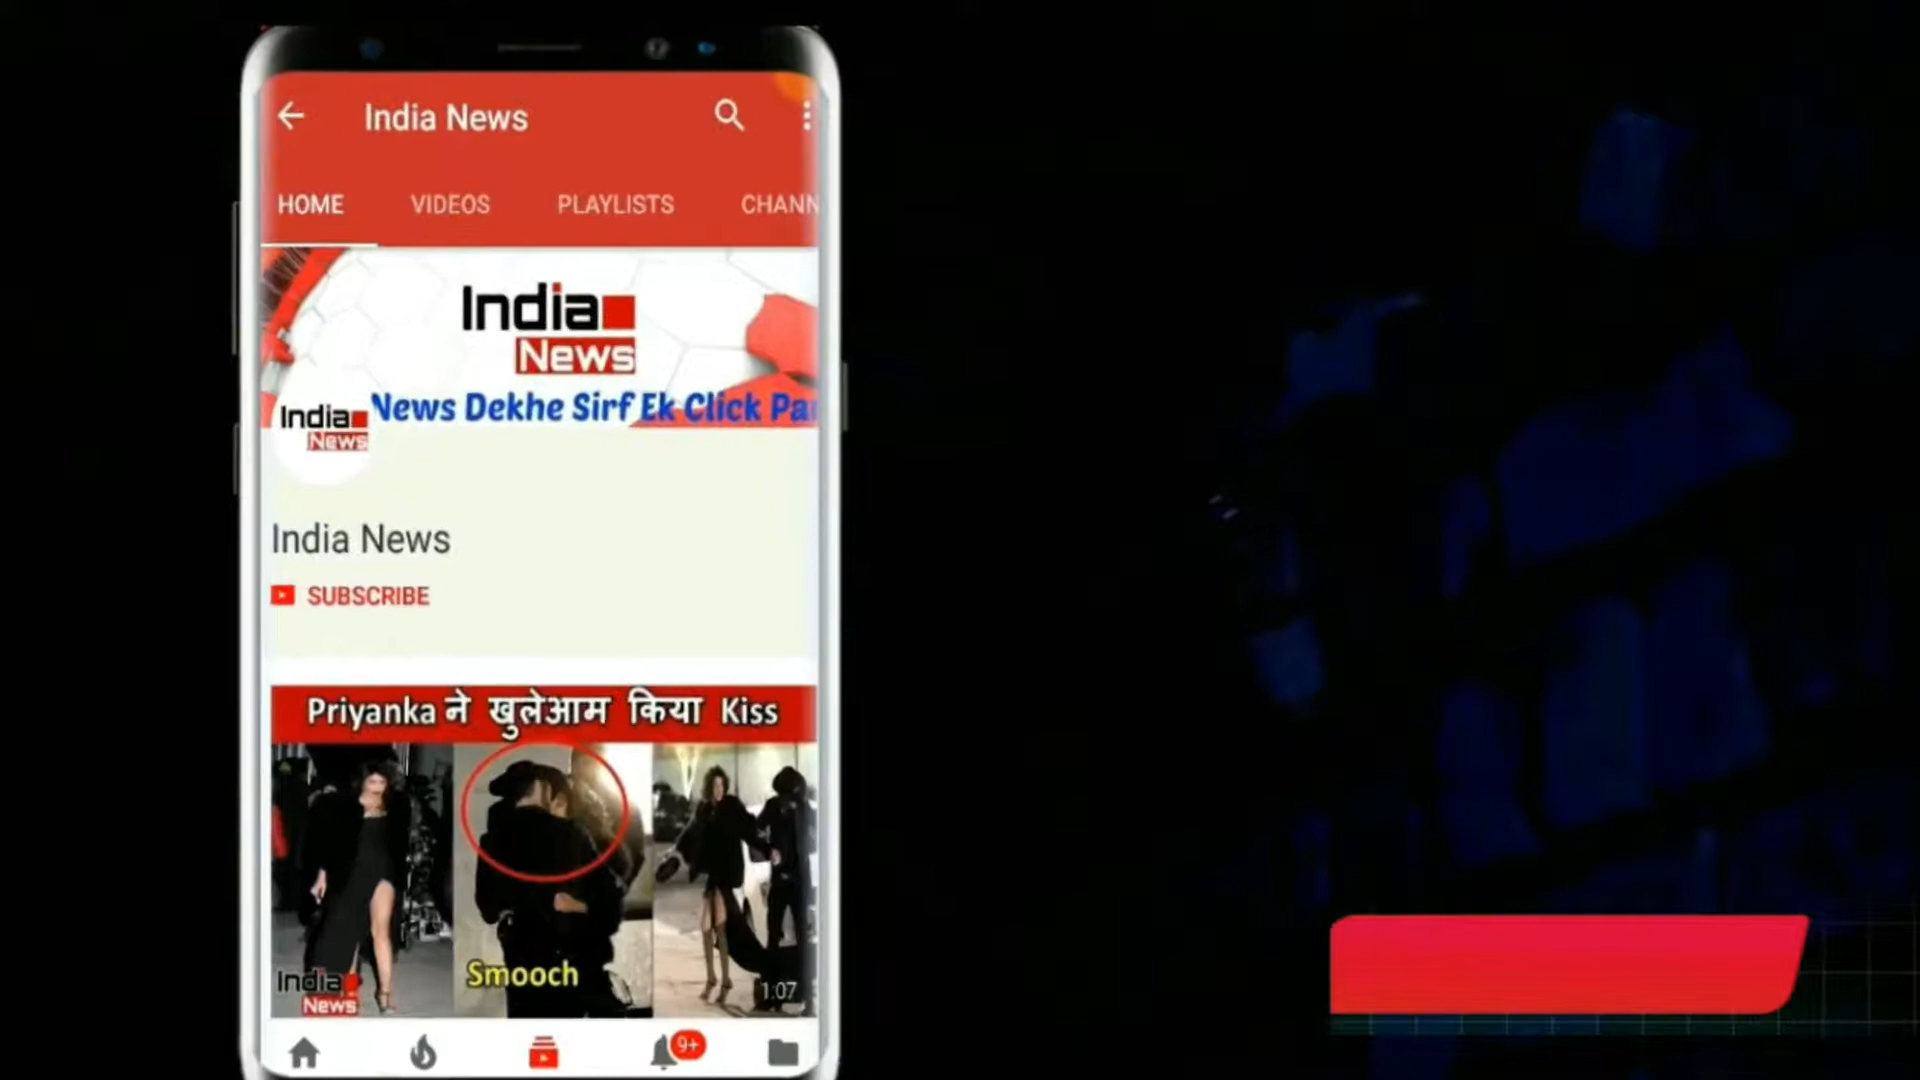 India News
HOME VIDEOS PLAYLISTS CHANN
India
News
News Dekhe Sirf Ek Click Par
India
News
India News
SUBSCRIBE
Priyanka ने खुलेआम किया Kiss
Smooch
India
News
1:07
9+